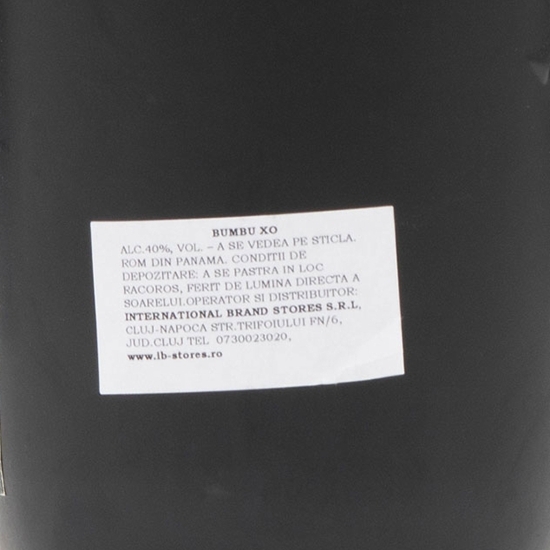 BUMBU XO
ALC.40%, VOL. – A SE VEDEA PE STICLA.
ROM DIN PANAMA. CONDITII DE
DEPOZITARE: A SE PASTRA IN LOC
RACOROS, FERIT DE LUMINA DIRECTA A
SOARELUI.OPERATOR SI DISTRIBUITOR:
INTERNATIONAL BRAND STORES S.R.L,
CLUJ-NAPOCA STR.TRIFOIULUI FN/6,
JUD.CLUJ TEL 0730023020,
www.ib-stores.ro